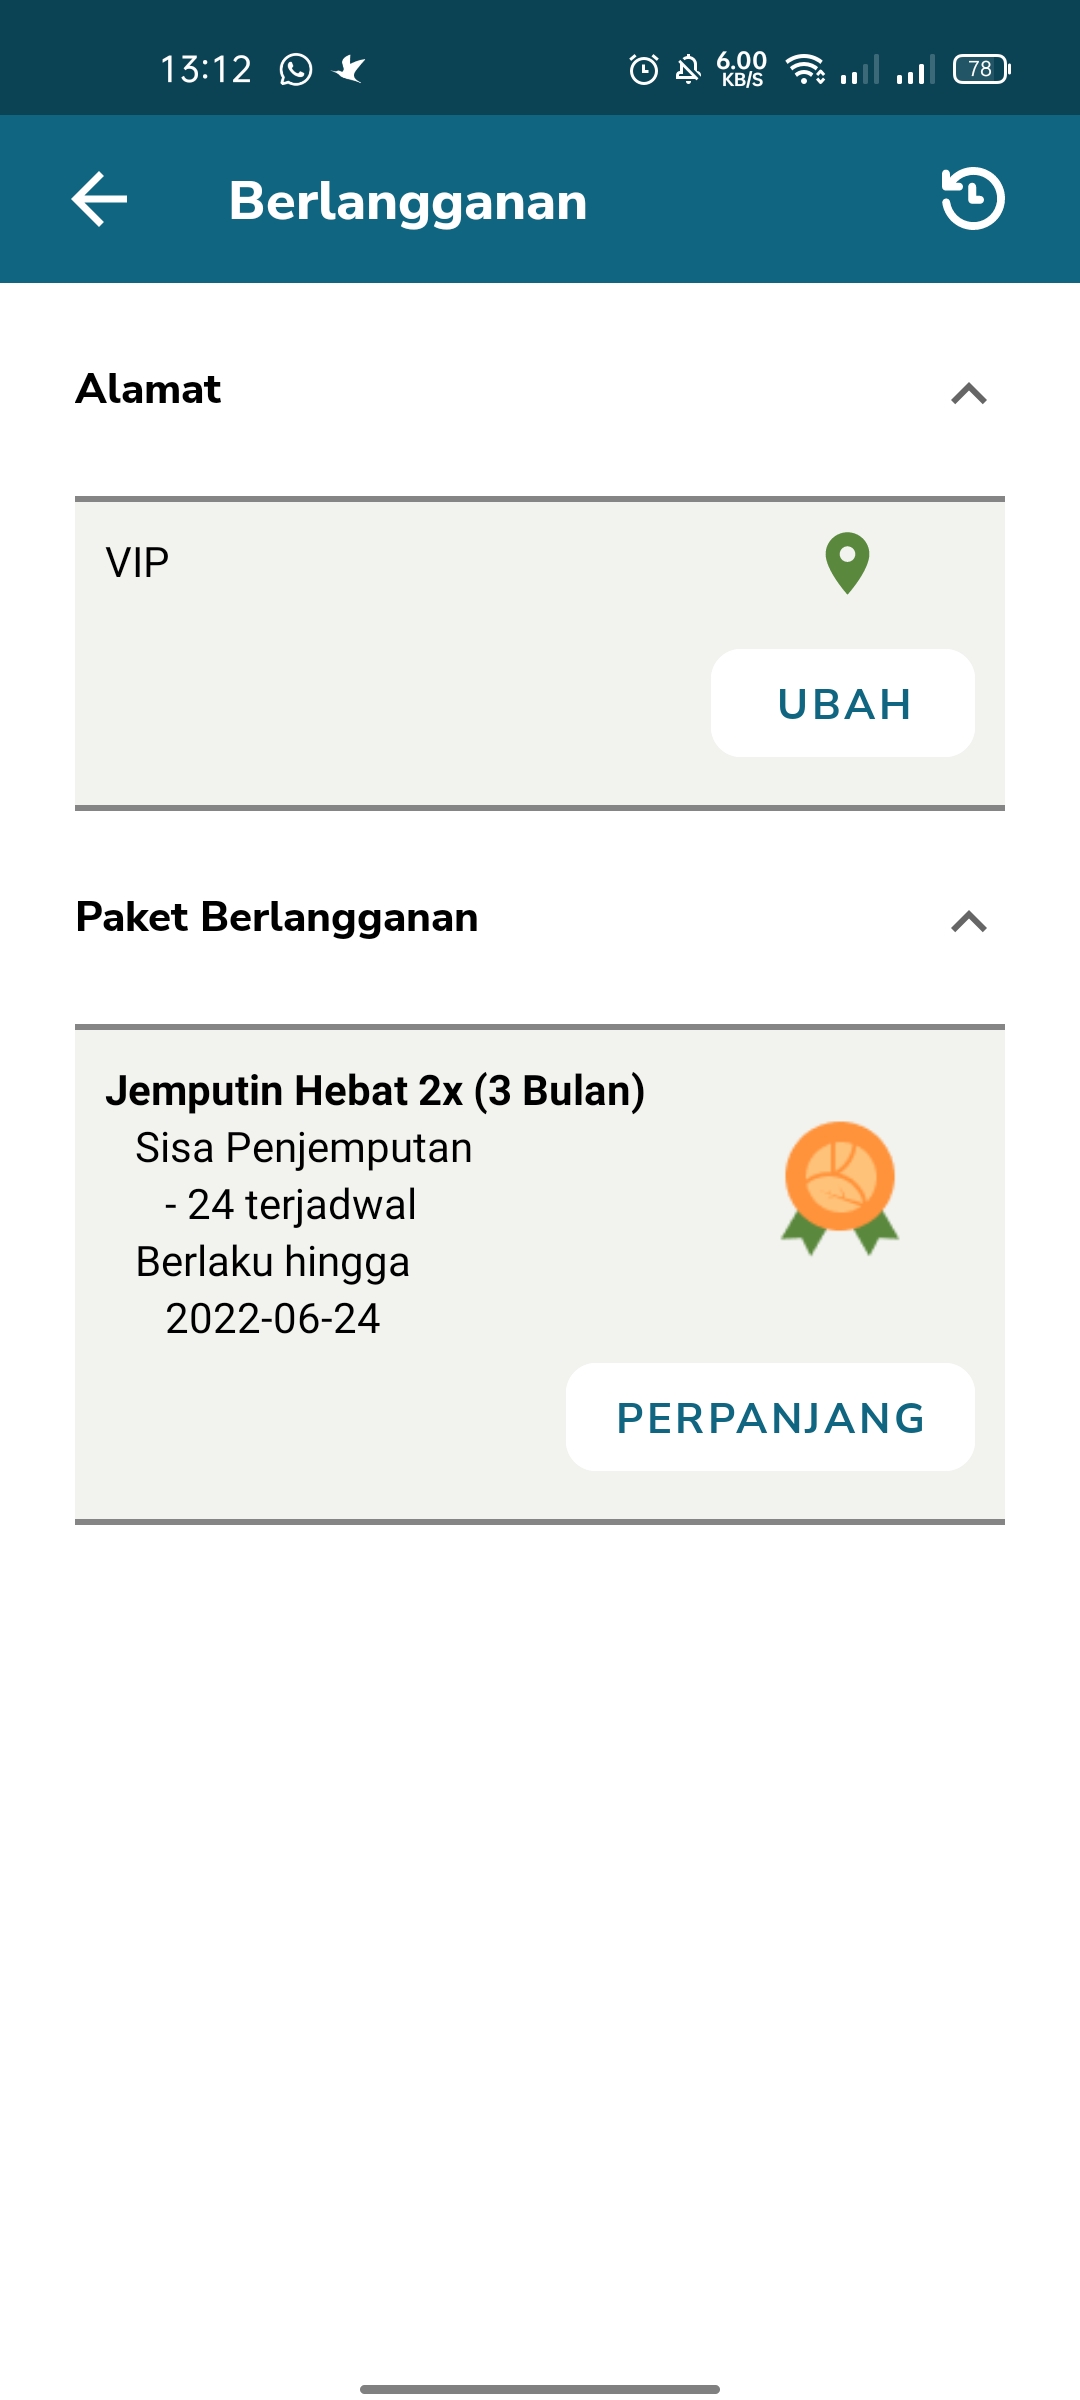 13:12
6.00
KB/S
78
Berlangganan
Alamat
VIP
UBAH
Paket Berlangganan
Jemputin Hebat 2x (3 Bulan)
Sisa Penjemputan
- 24 terjadwal
Berlaku hingga
2022-06-24
PERPANJANG